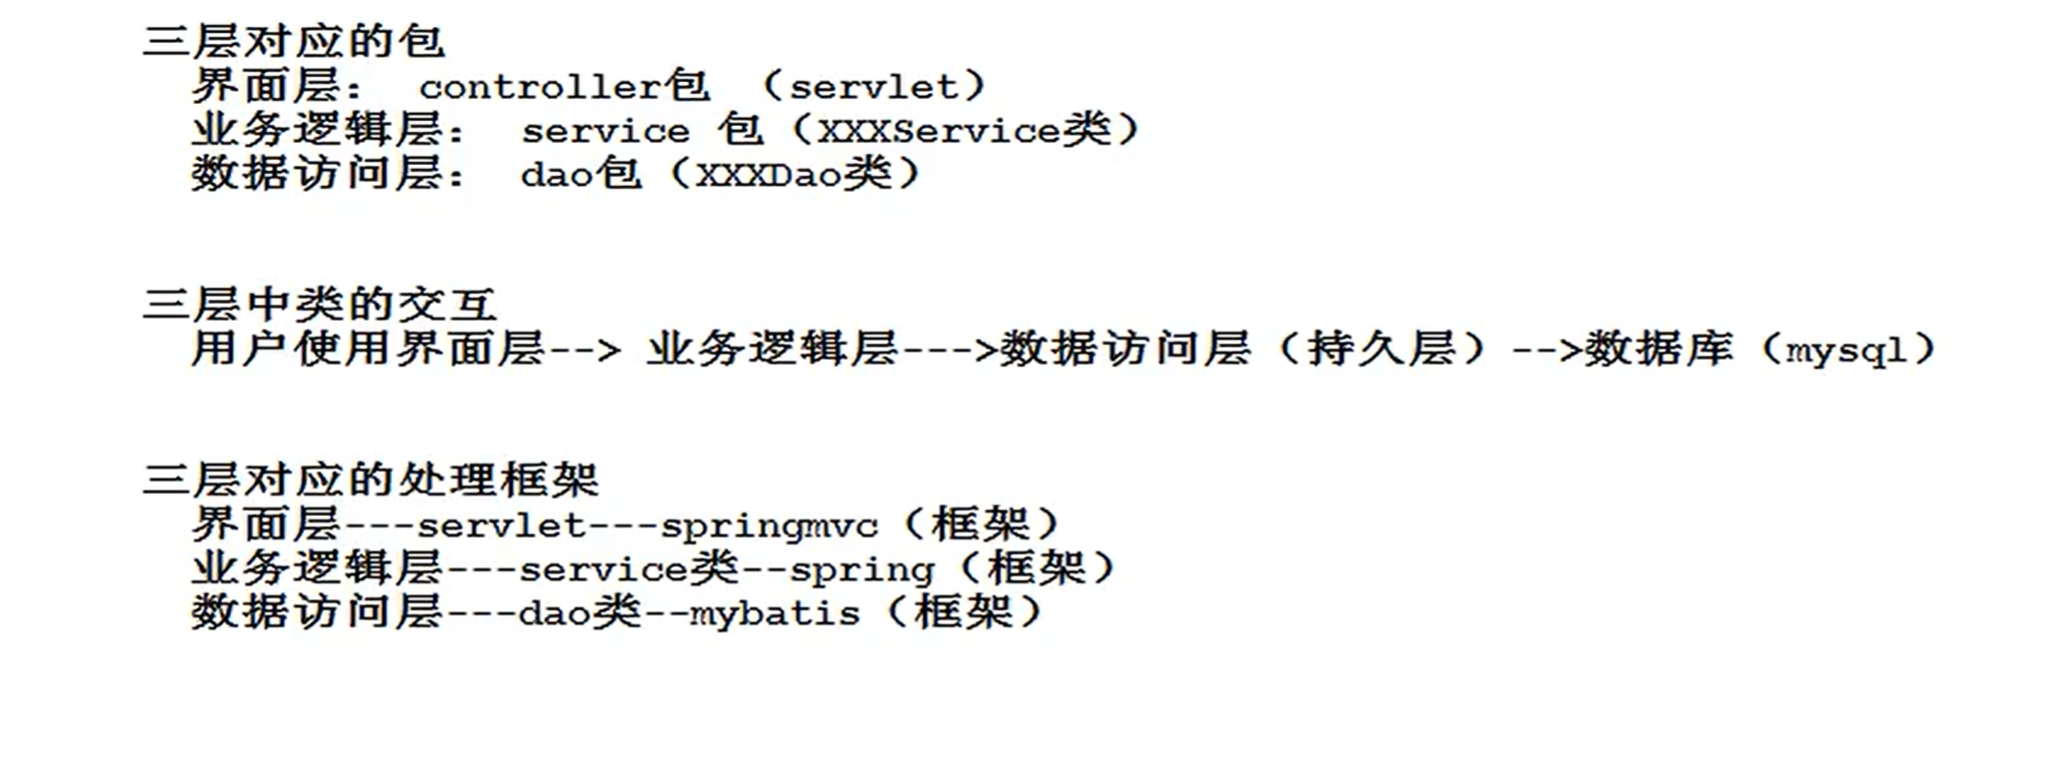 三层对应的包
界面层： controller包 （servlet）
业务逻辑层： service 包（XXXService类）
数据访问层： dao包（XXXDao类）
三层中类的交互
用户使用界面层--> 业务逻辑层--->数据访问层（持久层）-->数据库（mysql）
三层对应的处理框架
界面层---servlet---springmvc（框架）
业务逻辑层---service类--spring（框架）
数据访问层---dao类--mybatis（框架）